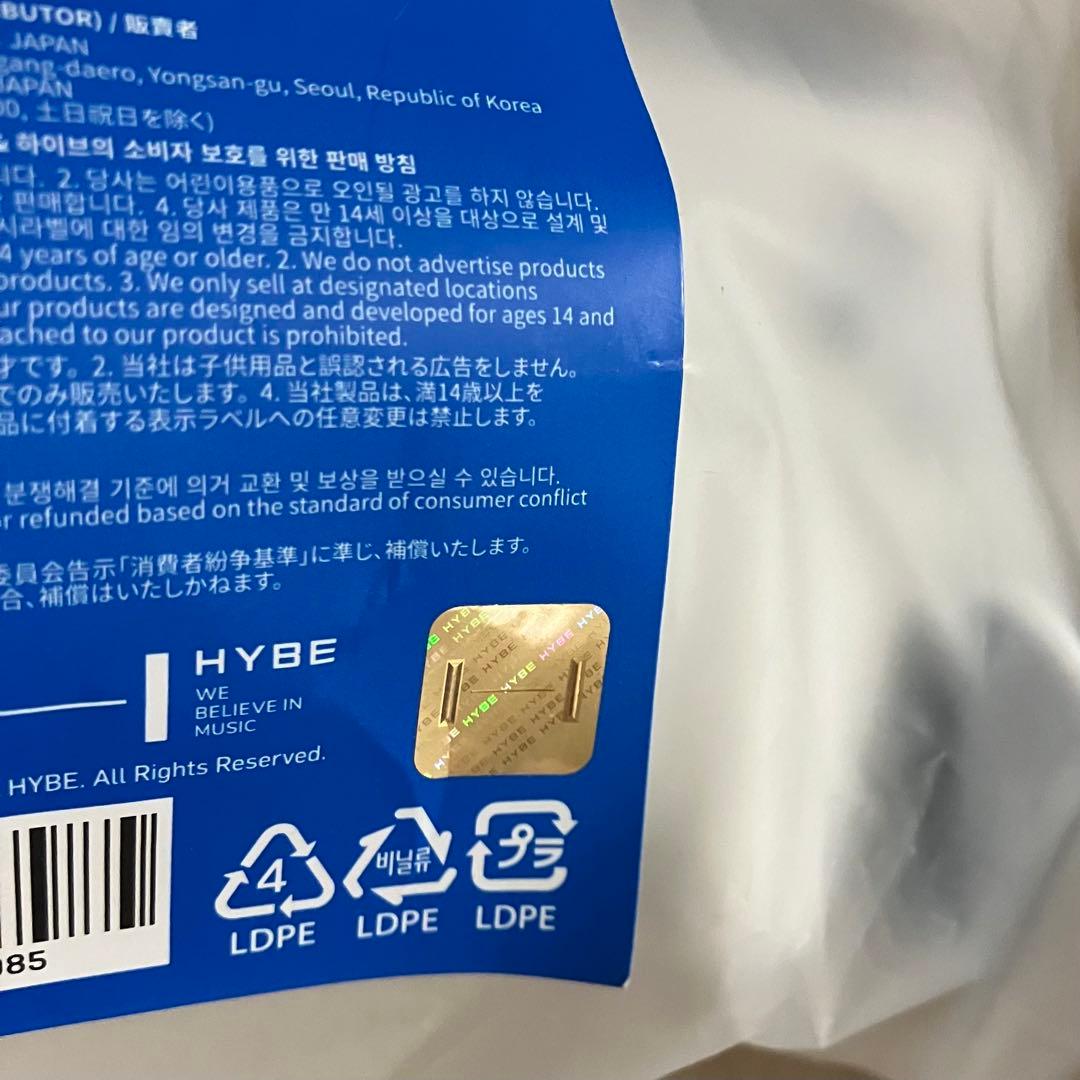 BUTOR) / 販賣者
JAPAN
gang-daero, Yongsan-gu, Seoul, Republic of Korea
JAPAN
00, 土日祝日を除く)
& 하이브의 소비자 보호를 위한 판매 방침
니다. 2. 당사는 어린이용품으로 오인될 광고를 하지 않습니다.
판매합니다. 4. 당사 제품은 만 14세 이상을 대상으로 설계 및
시라벨에 대한 임의 변경을 금지합니다.
4 years of age or older. 2. We do not advertise products
products. 3. We only sell at designated locations
ur products are designed and developed for ages 14 and
ached to our product is prohibited.
才です。2. 当社は子供用品と誤認される広告をしません。
てのみ販売いたします。4. 当社製品は、満14歳以上を
品に付着する表示ラベルへの任意変更は禁止します。
분쟁해결 기준에 의거 교환 및 보상을 받으실 수 있습니다.
or refunded based on the standard of consumer conflict
委員会告示「消費者紛争基準」に準じ、補償いたします。
合、補償はいたしかねます。
HYBE
WE
BELIEVE IN
MUSIC
HYBE. All Rights Reserved.
HYBE HYBE HYBE HYBE
085
4
LDPE
비닐류
LDPE
プラ
LDPE